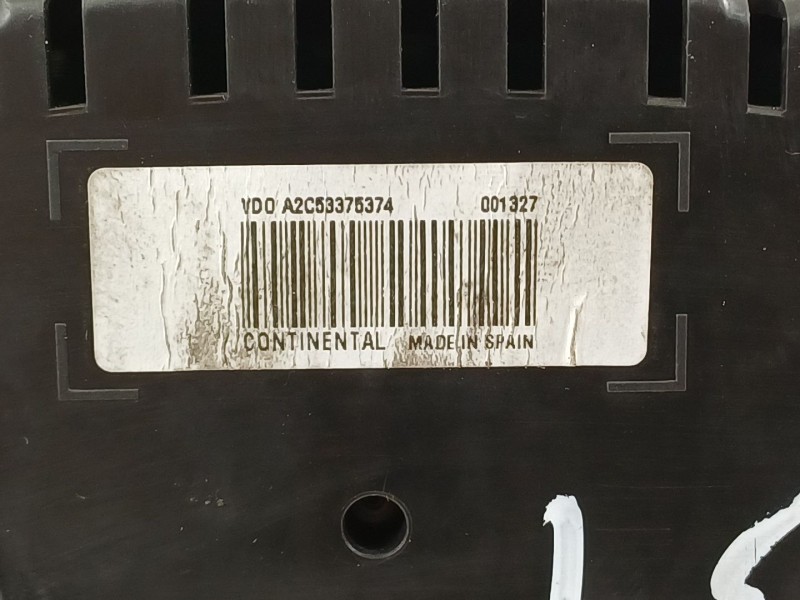 VDO A2C53375374 001327
CONTINENTAL MADE IN SPAIN